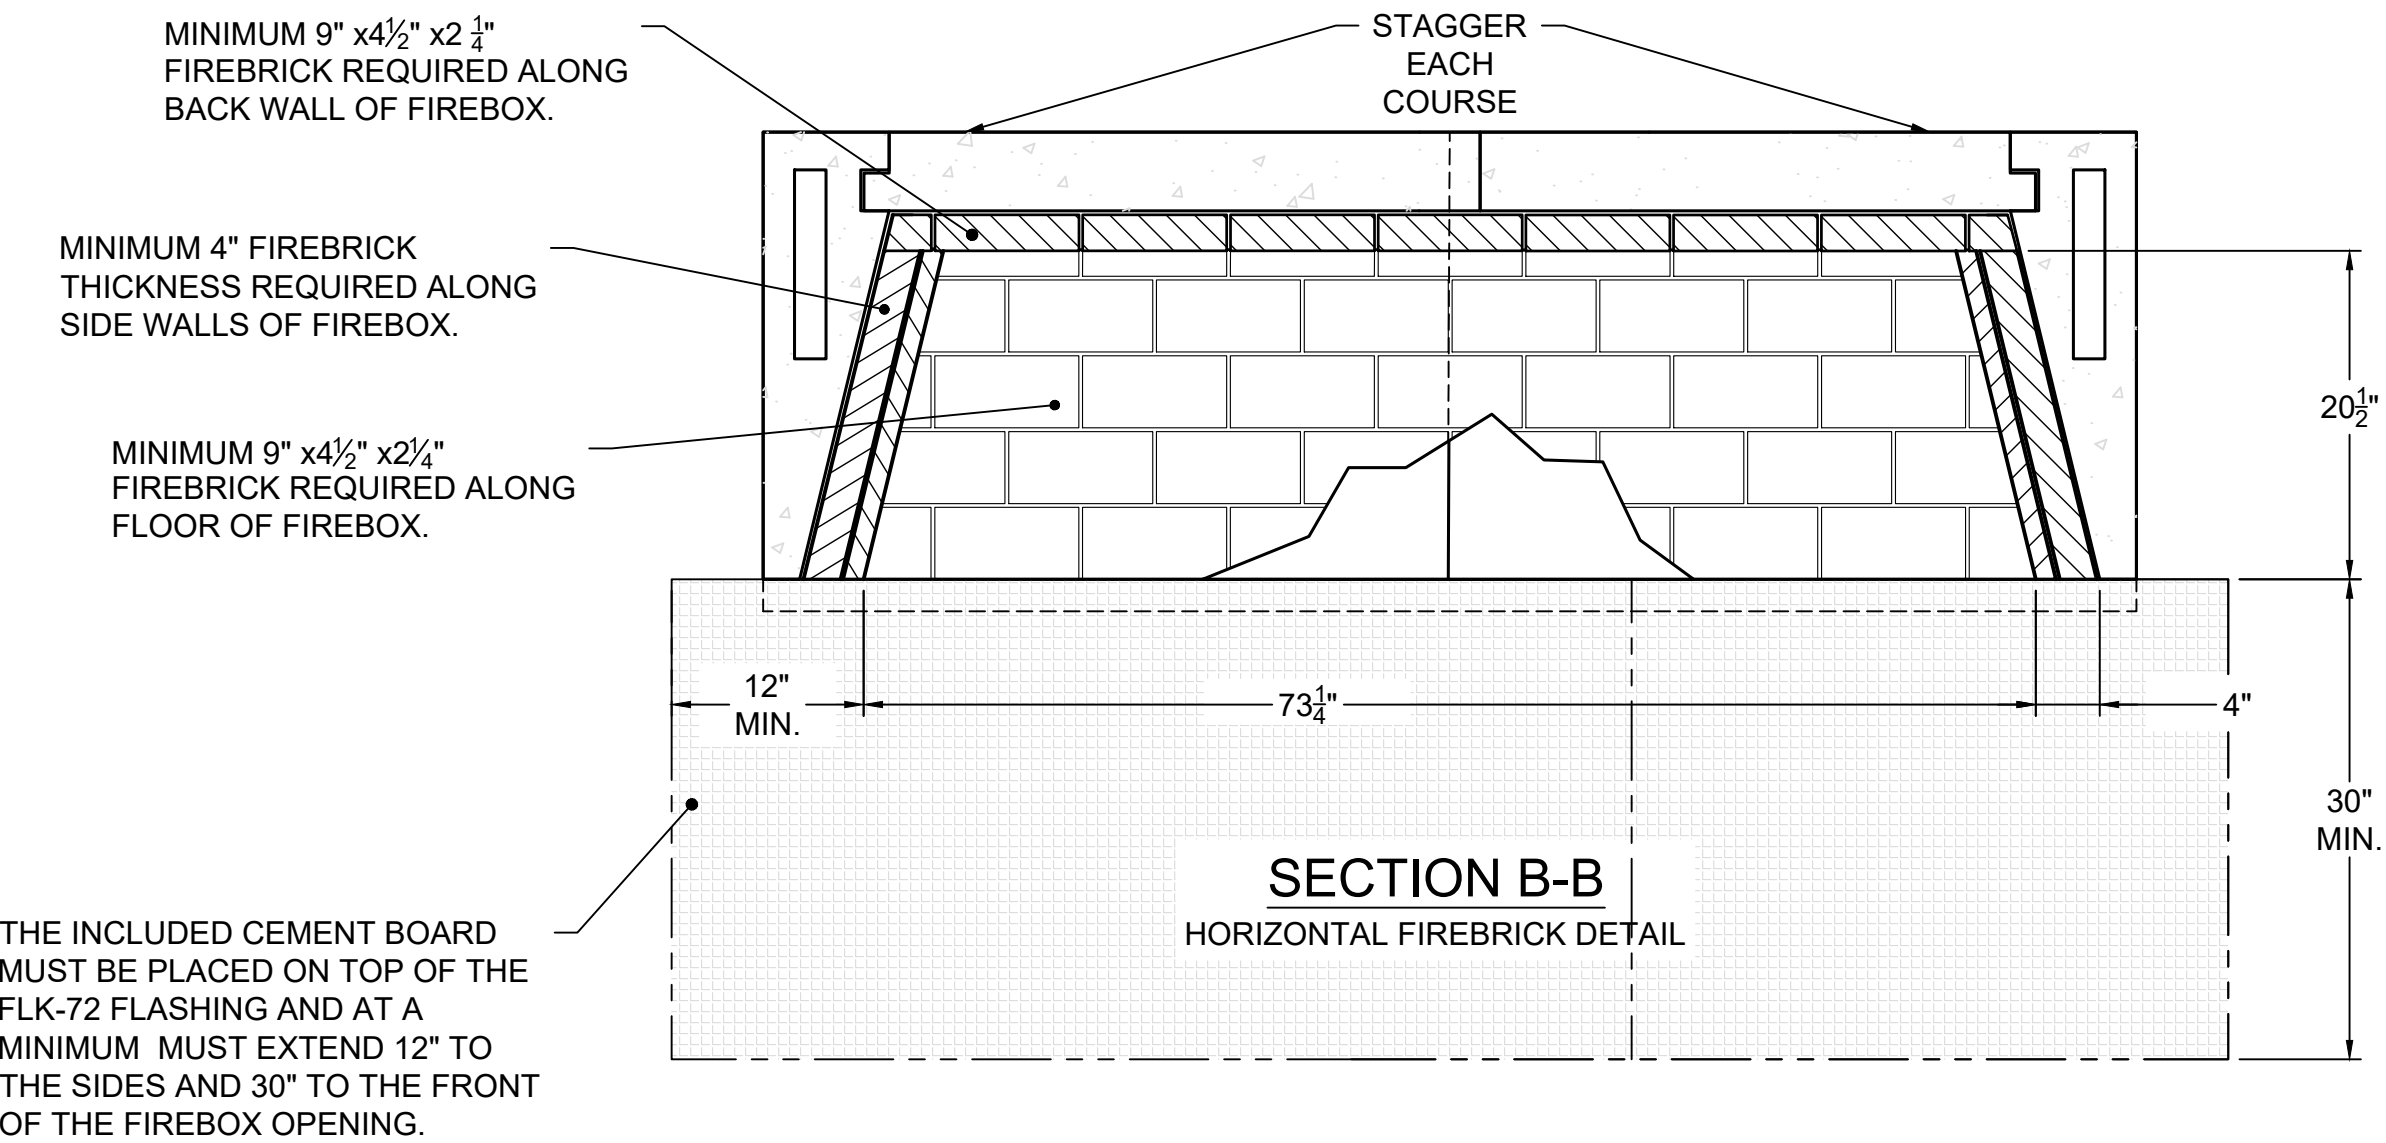 MINIMUM 9" x4½" x2 ¼"
FIREBRICK REQUIRED ALONG
BACK WALL OF FIREBOX.
STAGGER
EACH
COURSE
MINIMUM 4" FIREBRICK
THICKNESS REQUIRED ALONG
SIDE WALLS OF FIREBOX.
20½"
MINIMUM 9" x4½" x2¼"
FIREBRICK REQUIRED ALONG
FLOOR OF FIREBOX.
12"
MIN.
73¼"
4"
30"
MIN.
SECTION B-B
HORIZONTAL FIREBRICK DETAIL
THE INCLUDED CEMENT BOARD
MUST BE PLACED ON TOP OF THE
FLK-72 FLASHING AND AT A
MINIMUM  MUST EXTEND 12" TO
THE SIDES AND 30" TO THE FRONT
OF THE FIREBOX OPENING.